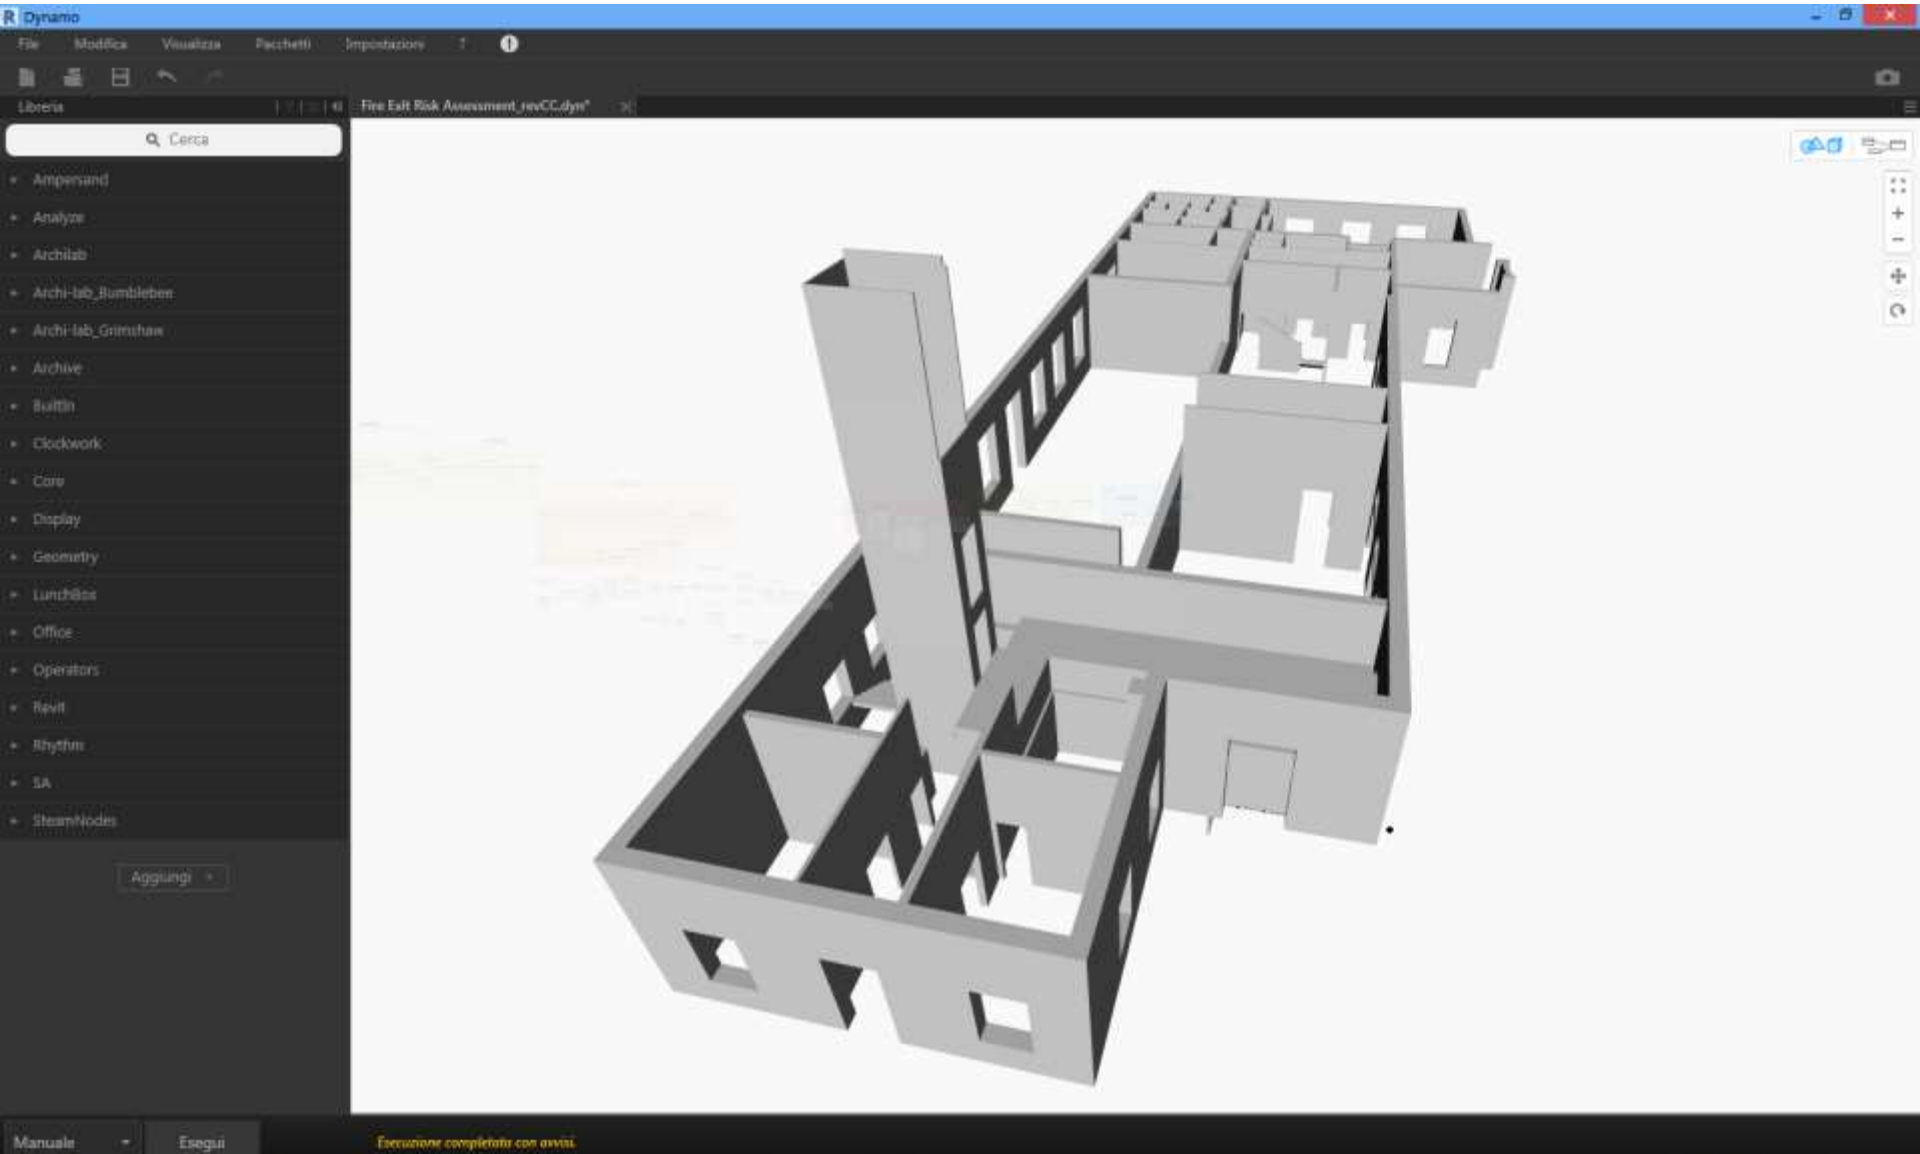 R Dynamo
File Modifica Visualizza Pacchetti Impostazioni ?
Libreria
Fire Exit Risk Assessment_revCC.dyn*
Cerca
Ampersand
Analyze
Archilab
Archi-lab_Bumblebee
Archi-lab_Grimshaw
Archive
BuiltIn
Clockwork
Core
Display
Geometry
LunchBox
Office
Operators
Revit
Rhythm
SA
SteamNodes
Aggiungi
Manuale
Esegui
Esecuzione completata con avvisi.